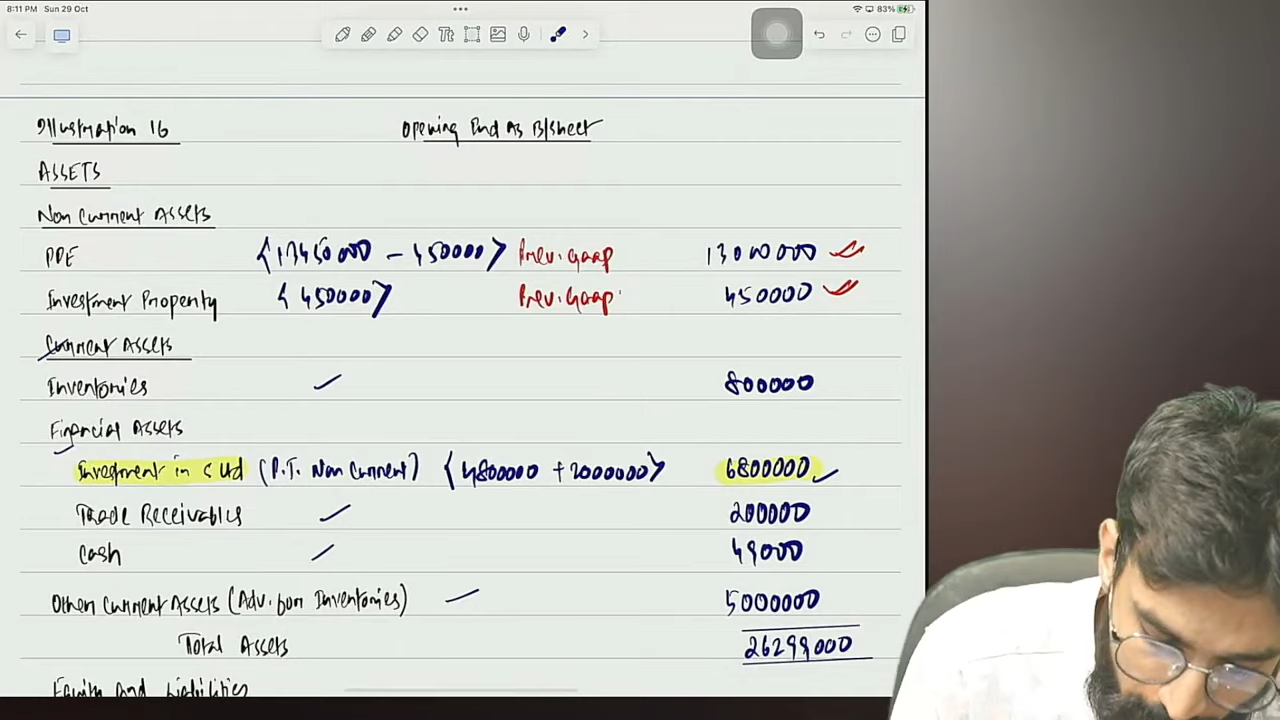 8:11 PM Sun 29 Oct
83%
Illustration 16 Opening Ind As B/Sheet
ASSETS
Non Current Assets
PPE <13450000 - 450000> Prev. Gaap 13000000
Investment Property <450000> Prev. Gaap 450000
Current Assets
Inventories 800000
Financial Assets
Investment in S Ltd (P.T. Non Current) <4800000 + 2000000> 6800000
Trade Receivables 200000
Cash 49000
Other Current Assets (Adv. for Inventories) 5000000
Total Assets 26299000
Equity and Liabilities